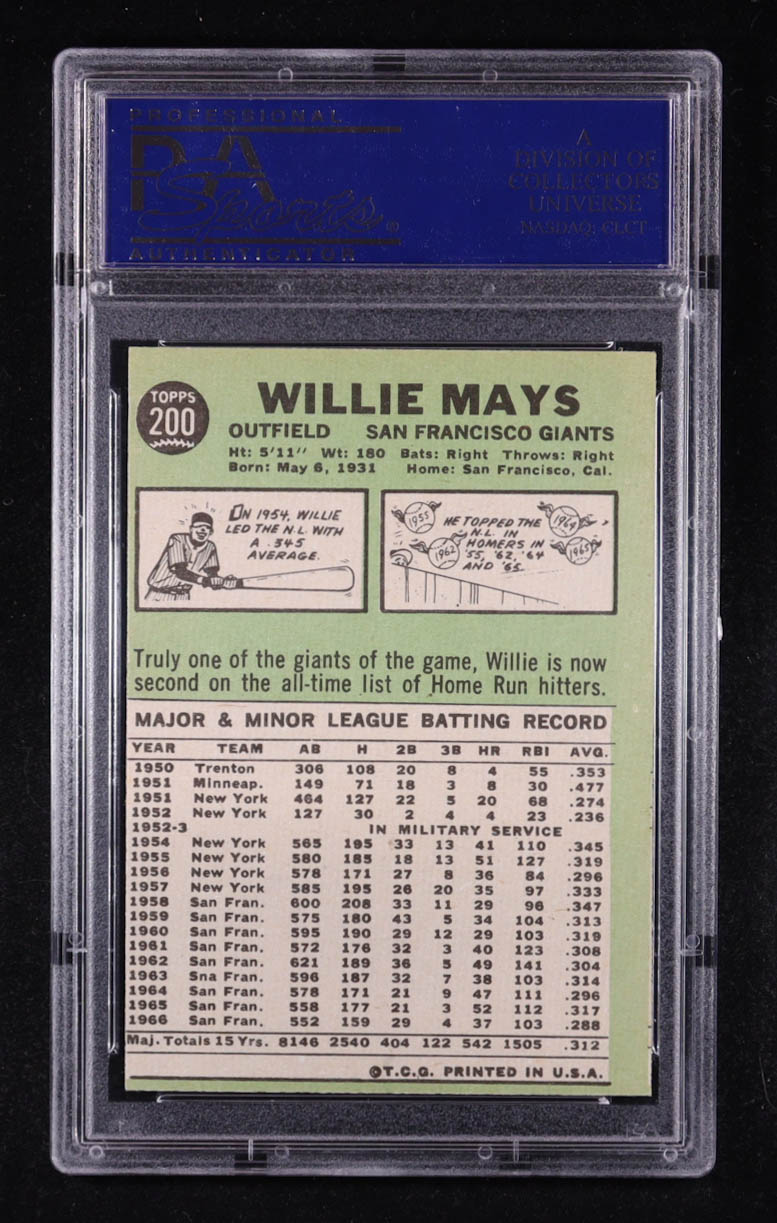 PROFESSIONAL
PSA
Sports®
AUTHENTICATOR
A
DIVISION OF
COLLECTORS
UNIVERSE
NASDAQ: CLCT
TOPPS
200
WILLIE MAYS
OUTFIELD SAN FRANCISCO GIANTS
Ht: 5'11" Wt: 180 Bats: Right Throws: Right
Born: May 6, 1931 Home: San Francisco, Cal.
ON 1954, WILLIE
LED THE N.L. WITH
A .345
AVERAGE.
1955
1962
1964
1965
HE TOPPED THE
N.L. IN
HOMERS IN
'55, '62, '64
AND '65.
Truly one of the giants of the game, Willie is now
second on the all-time list of Home Run hitters.
MAJOR & MINOR LEAGUE BATTING RECORD
YEAR TEAM AB H 2B 3B HR RBI AVG.
1950 Trenton 306 108 20 8 4 55 .353
1951 Minneap. 149 71 18 3 8 30 .477
1951 New York 464 127 22 5 20 68 .274
1952 New York 127 30 2 4 4 23 .236
1952-3 IN MILITARY SERVICE
1954 New York 565 195 33 13 41 110 .345
1955 New York 580 185 18 13 51 127 .319
1956 New York 578 171 27 8 36 84 .296
1957 New York 585 195 26 20 35 97 .333
1958 San Fran. 600 208 33 11 29 96 .347
1959 San Fran. 575 180 43 5 34 104 .313
1960 San Fran. 595 190 29 12 29 103 .319
1961 San Fran. 572 176 32 3 40 123 .308
1962 San Fran. 621 189 36 5 49 141 .304
1963 Sna Fran. 596 187 32 7 38 103 .314
1964 San Fran. 578 171 21 9 47 111 .296
1965 San Fran. 558 177 21 3 52 112 .317
1966 San Fran. 552 159 29 4 37 103 .288
Maj. Totals 15 Yrs. 8146 2540 404 122 542 1505 .312
©T.C.G. PRINTED IN U.S.A.
PSA